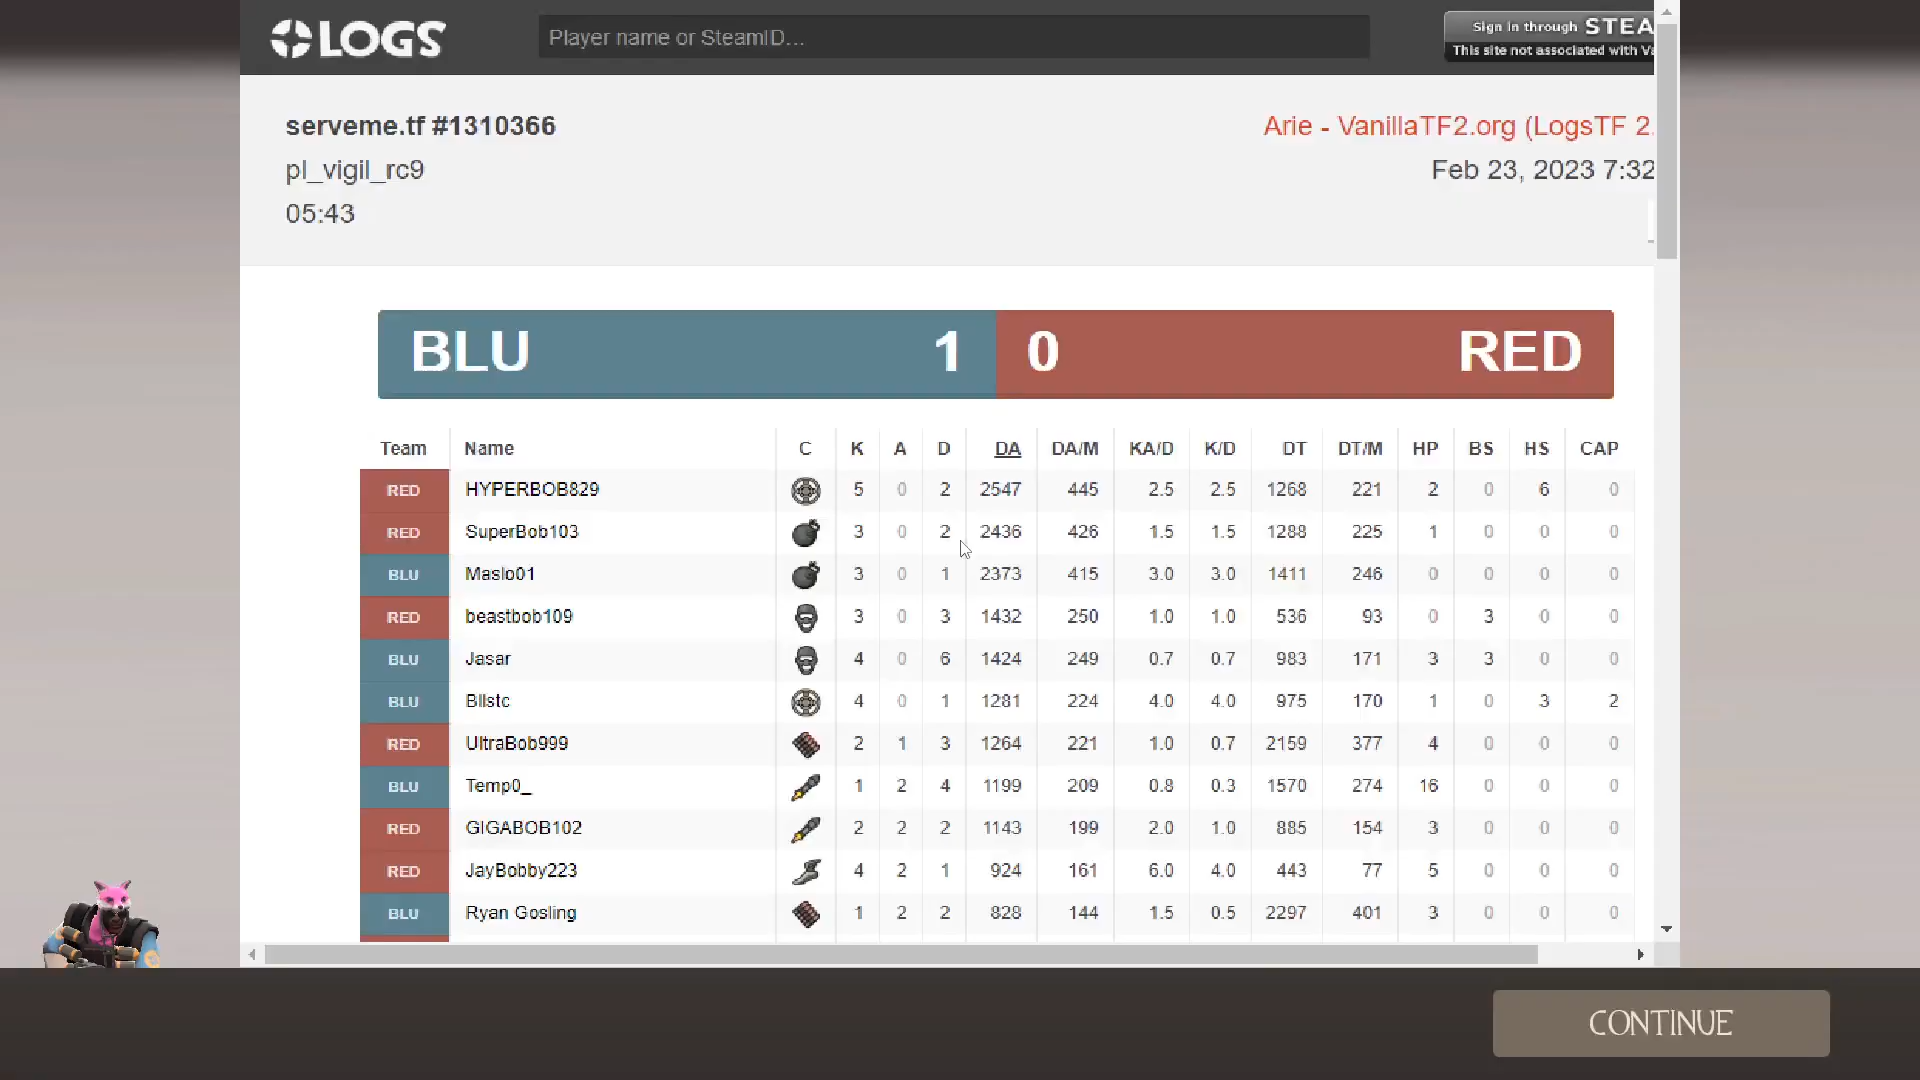 LOGS
Player name or SteamID...
Sign in through STEA
This site not associated with Va
serveme.tf #1310366
Arie - VanillaTF2.org (LogsTF 2.
pl_vigil_rc9
Feb 23, 2023 7:32
05:43
BLU 1 0 RED
Team Name C K A D DA DA/M KA/D K/D DT DT/M HP BS HS CAP
RED HYPERBOB829 5 0 2 2547 445 2.5 2.5 1268 221 2 0 6 0
RED SuperBob103 3 0 2 2436 426 1.5 1.5 1288 225 1 0 0 0
BLU Maslo01 3 0 1 2373 415 3.0 3.0 1411 246 0 0 0 0
RED beastbob109 3 0 3 1432 250 1.0 1.0 536 93 0 3 0 0
BLU Jasar 4 0 6 1424 249 0.7 0.7 983 171 3 3 0 0
BLU Bllstc 4 0 1 1281 224 4.0 4.0 975 170 1 0 3 2
RED UltraBob999 2 1 3 1264 221 1.0 0.7 2159 377 4 0 0 0
BLU Temp0_ 1 2 4 1199 209 0.8 0.3 1570 274 16 0 0 0
RED GIGABOB102 2 2 2 1143 199 2.0 1.0 885 154 3 0 0 0
RED JayBobby223 4 2 1 924 161 6.0 4.0 443 77 5 0 0 0
BLU Ryan Gosling 1 2 2 828 144 1.5 0.5 2297 401 3 0 0 0
CONTINUE